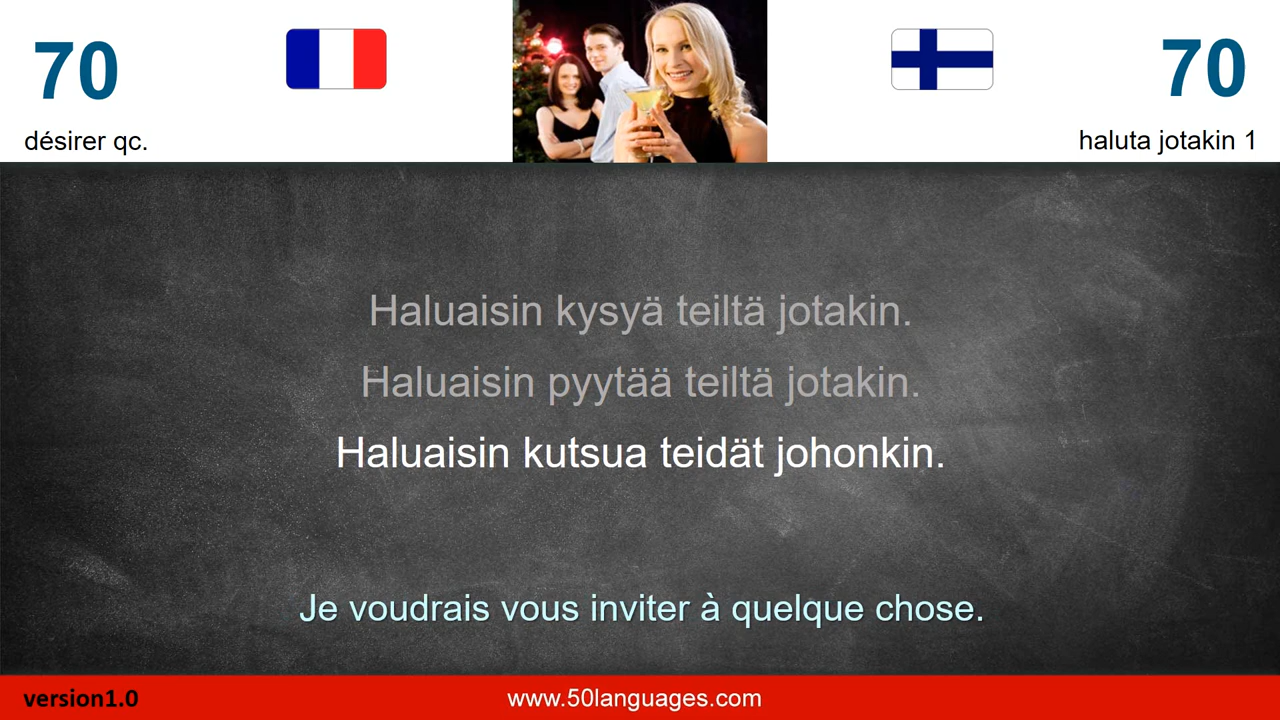 70
70
désirer qc.
haluta jotakin 1
Haluaisin kysyä teiltä jotakin.
Haluaisin pyytää teiltä jotakin.
Haluaisin kutsua teidät johonkin.
Je voudrais vous inviter à quelque chose.
version1.0
www.50languages.com